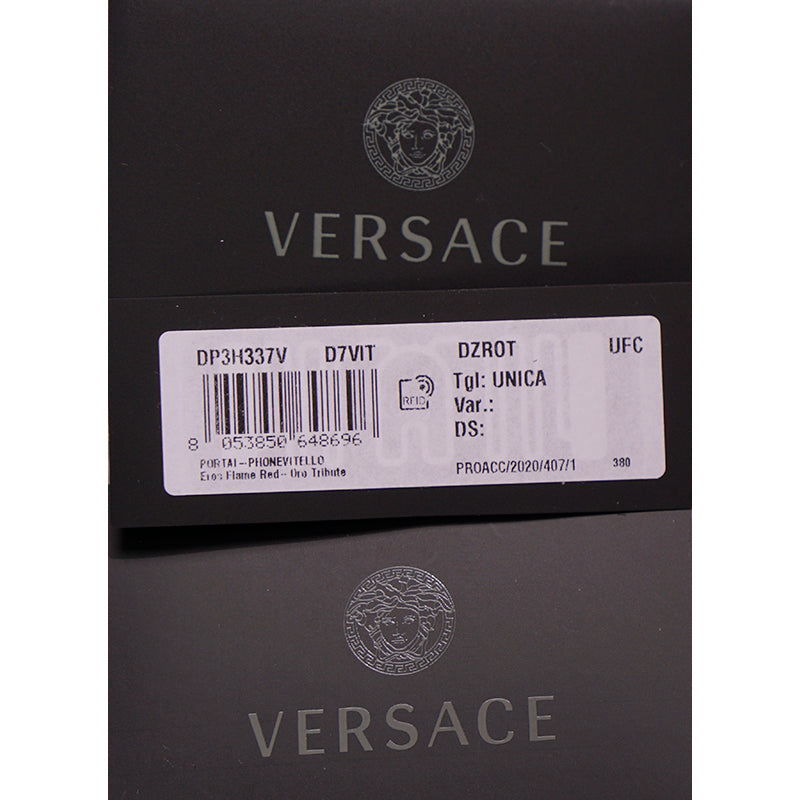 VERSACE
DP3H337V D7VIT DZROT UFC
RFID
Tgl: UNICA
Var.:
DS:
8 053850 648696
PORTAI-PHONEVITELLO
Eros Flame Red- Oro Tribute
PROACC/2020/407/1 380
VERSACE